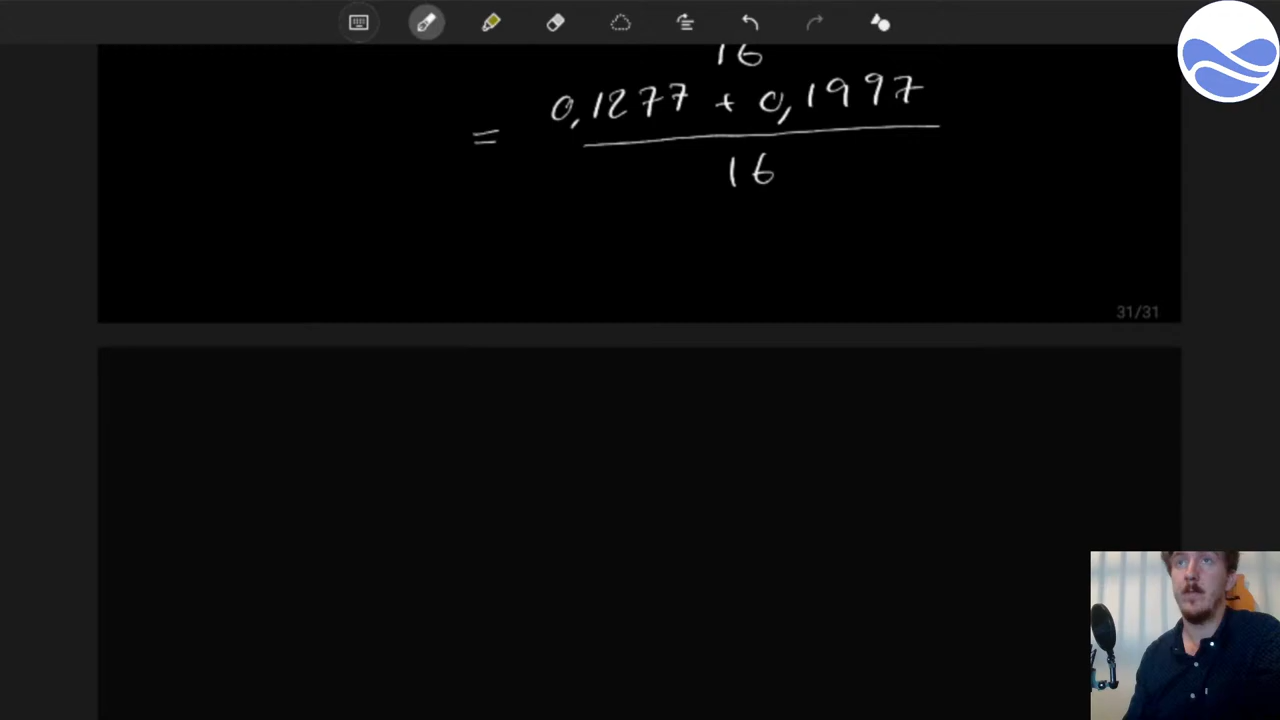 16
= 0,1277 + 0,1997
16
31/31